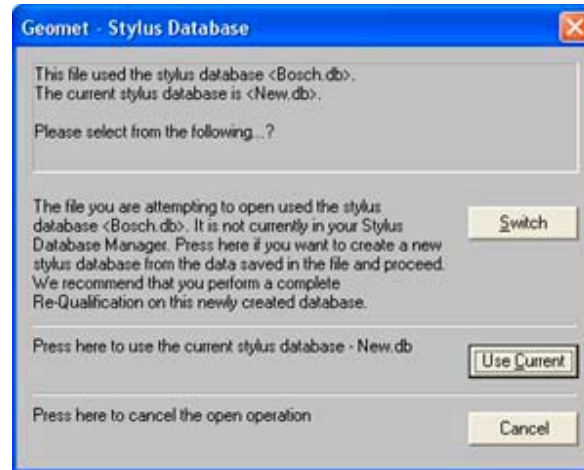 Geomet - Stylus Database
This file used the stylus database <Bosch.db>.
The current stylus database is <New.db>.
Please select from the following...?
The file you are attempting to open used the stylus
database <Bosch.db>. It is not currently in your Stylus
Database Manager. Press here if you want to create a new
stylus database from the data saved in the file and proceed.
We recommend that you perform a complete
Re-Qualification on this newly created database.
Switch
Press here to use the current stylus database - New.db
Use Current
Press here to cancel the open operation
Cancel